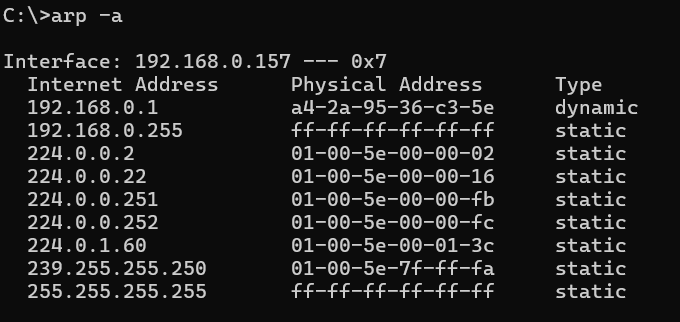 C:\>arp -a
Interface: 192.168.0.157 --- 0x7
Internet Address Physical Address Type
192.168.0.1 a4-2a-95-36-c3-5e dynamic
192.168.0.255 ff-ff-ff-ff-ff-ff static
224.0.0.2 01-00-5e-00-00-02 static
224.0.0.22 01-00-5e-00-00-16 static
224.0.0.251 01-00-5e-00-00-fb static
224.0.0.252 01-00-5e-00-00-fc static
224.0.1.60 01-00-5e-00-01-3c static
239.255.255.250 01-00-5e-7f-ff-fa static
255.255.255.255 ff-ff-ff-ff-ff-ff static